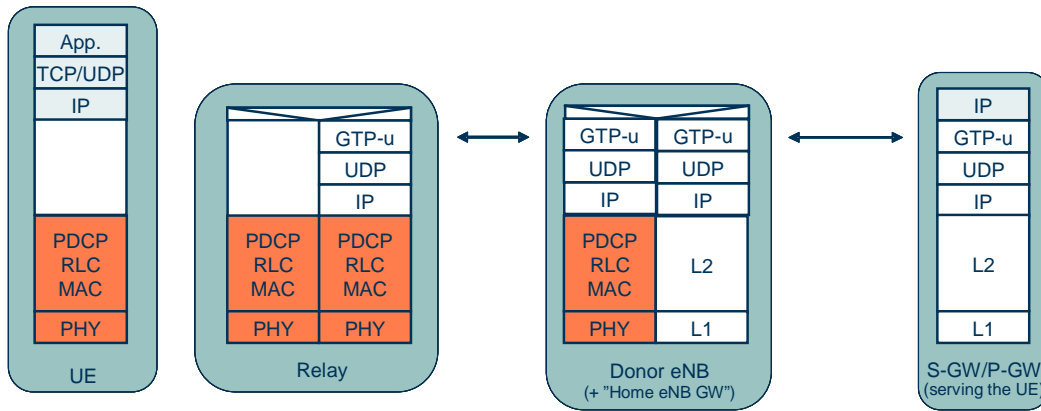 App.
TCP/UDP
IP
PDCP
RLC
MAC
PHY
UE
GTP-u
UDP
IP
PDCP PDCP
RLC RLC
MAC MAC
PHY PHY
Relay
GTP-u GTP-u
UDP UDP
IP IP
PDCP
RLC
MAC
L2
PHY L1
Donor eNB
(+ "Home eNB GW")
IP
GTP-u
UDP
IP
L2
L1
S-GW/P-GW
(serving the UE)